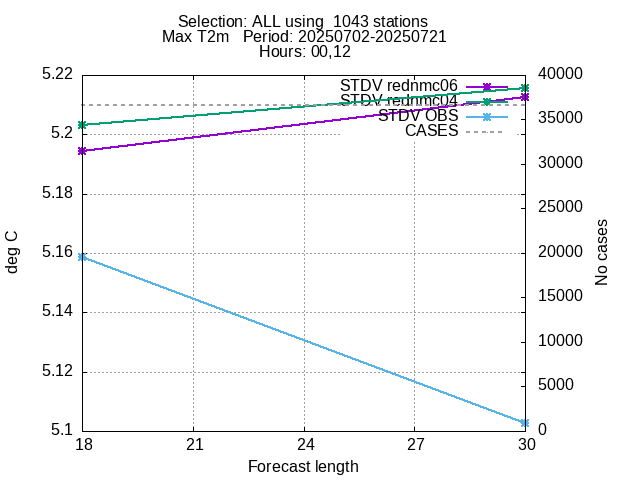 Selection: ALL using  1043 stations
Max T2m   Period: 20250702-20250721
Hours: 00,12
STDV rednmc06
STDV rednmc04
STDV OBS
CASES
deg C
5.22
5.2
5.18
5.16
5.14
5.12
5.1
40000
35000
30000
25000
20000
15000
10000
5000
0
No cases
18 21 24 27 30
Forecast length